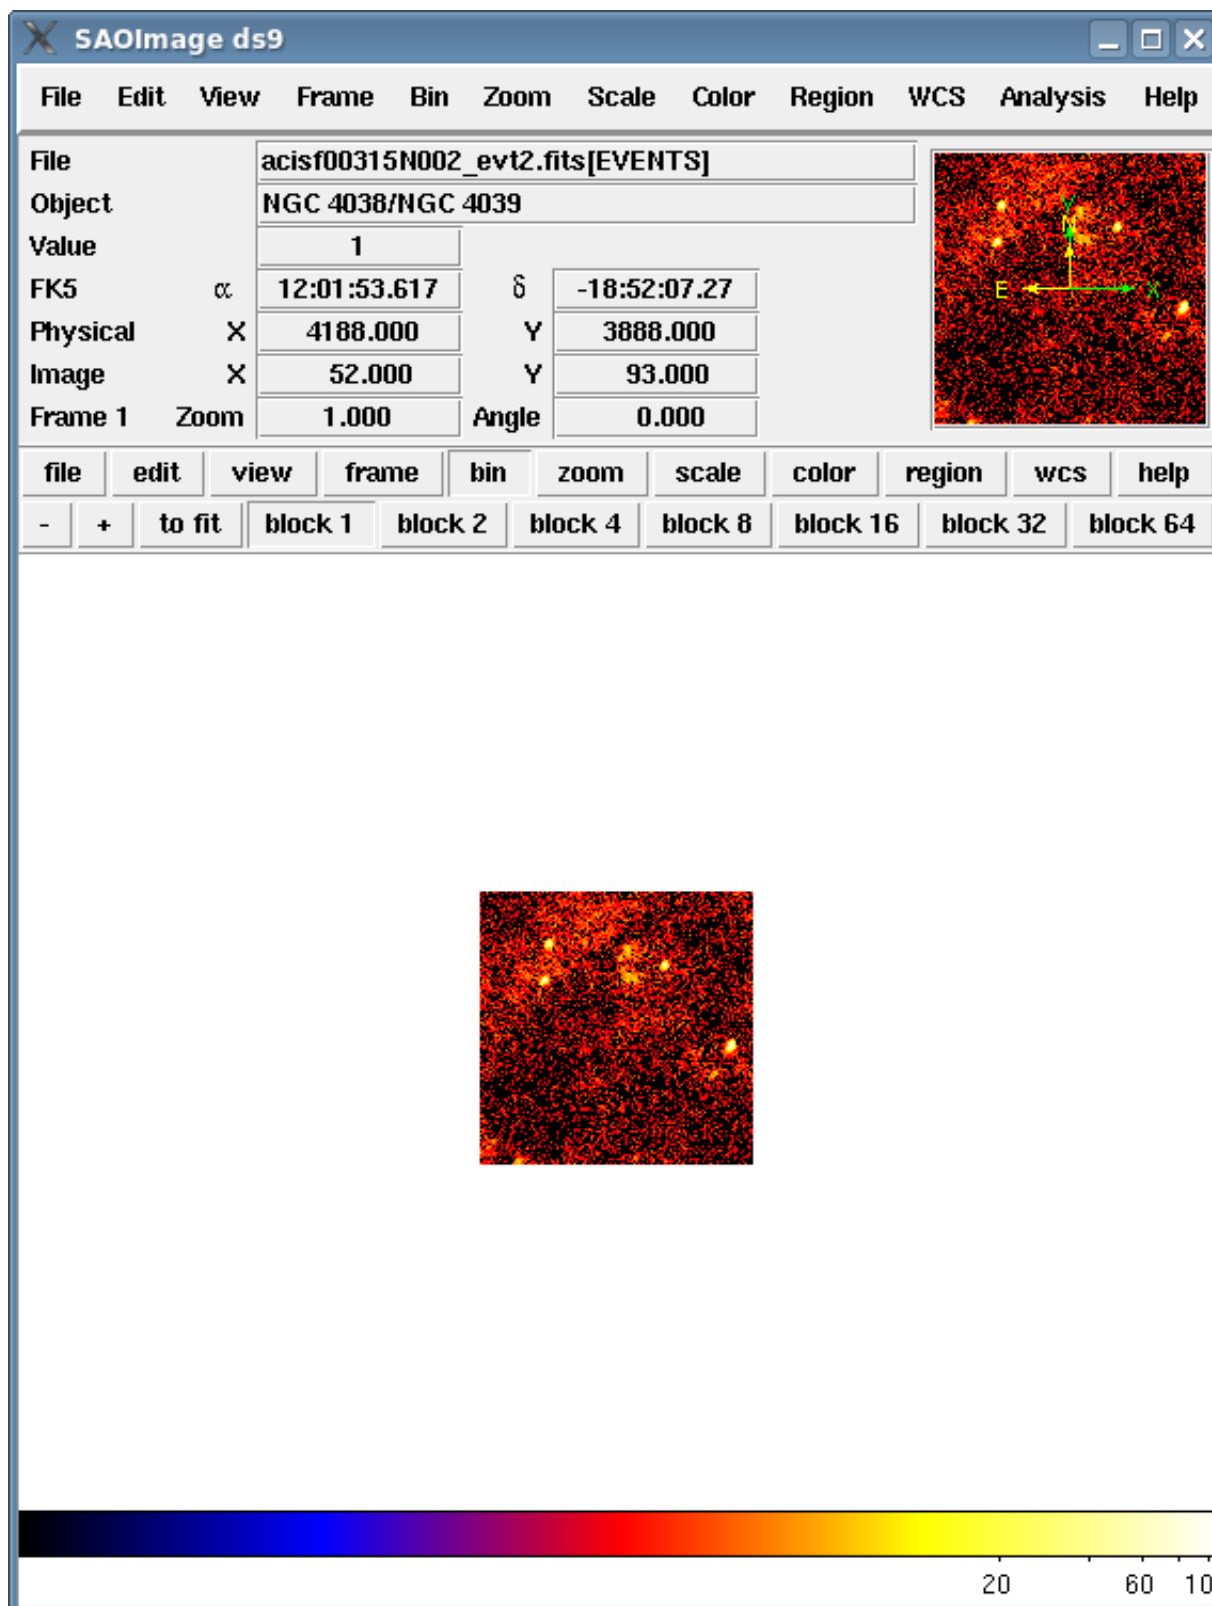 SAOImage ds9
File Edit View Frame Bin Zoom Scale Color Region WCS Analysis Help
File acisf00315N002_evt2.fits[EVENTS]
Object NGC 4038/NGC 4039
Value 1
FK5 α 12:01:53.617 δ -18:52:07.27
Physical X 4188.000 Y 3888.000
Image X 52.000 Y 93.000
Frame 1 Zoom 1.000 Angle 0.000
Y
N
E X
file edit view frame bin zoom scale color region wcs help
- + to fit block 1 block 2 block 4 block 8 block 16 block 32 block 64
20 60 10